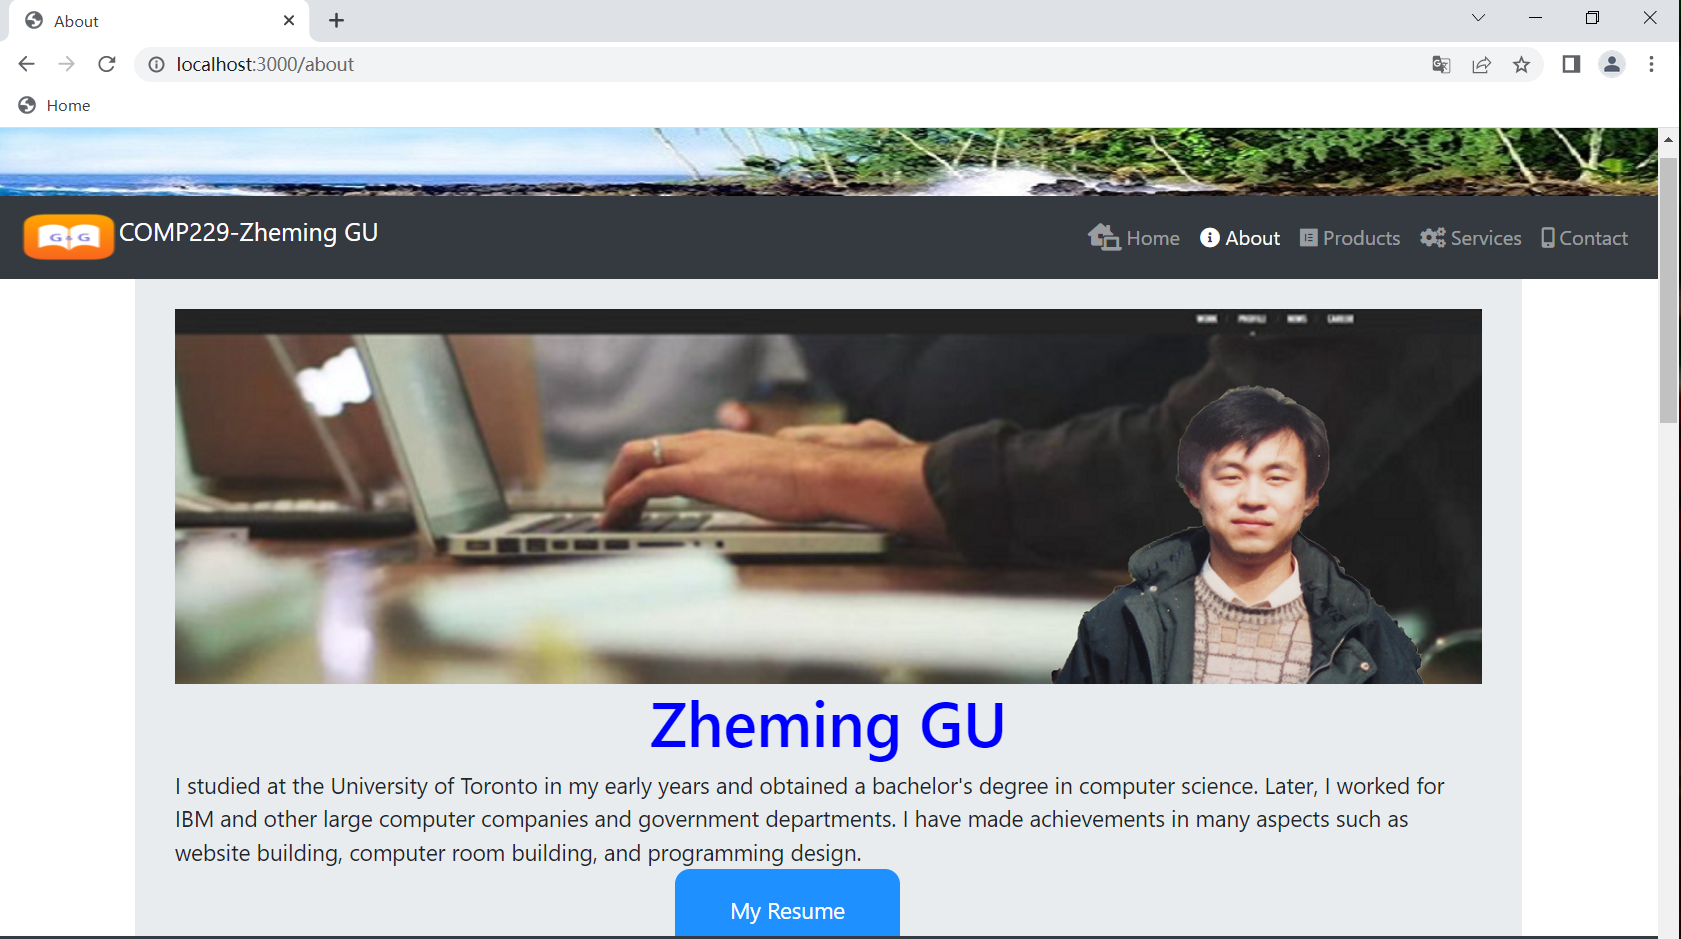 About
localhost:3000/about
Home
G&G
COMP229-Zheming GU
Home
About
Products
Services
Contact
WORK
PROFILE
NEWS
CAREER
Zheming GU
I studied at the University of Toronto in my early years and obtained a bachelor's degree in computer science. Later, I worked for
IBM and other large computer companies and government departments. I have made achievements in many aspects such as
website building, computer room building, and programming design.
My Resume